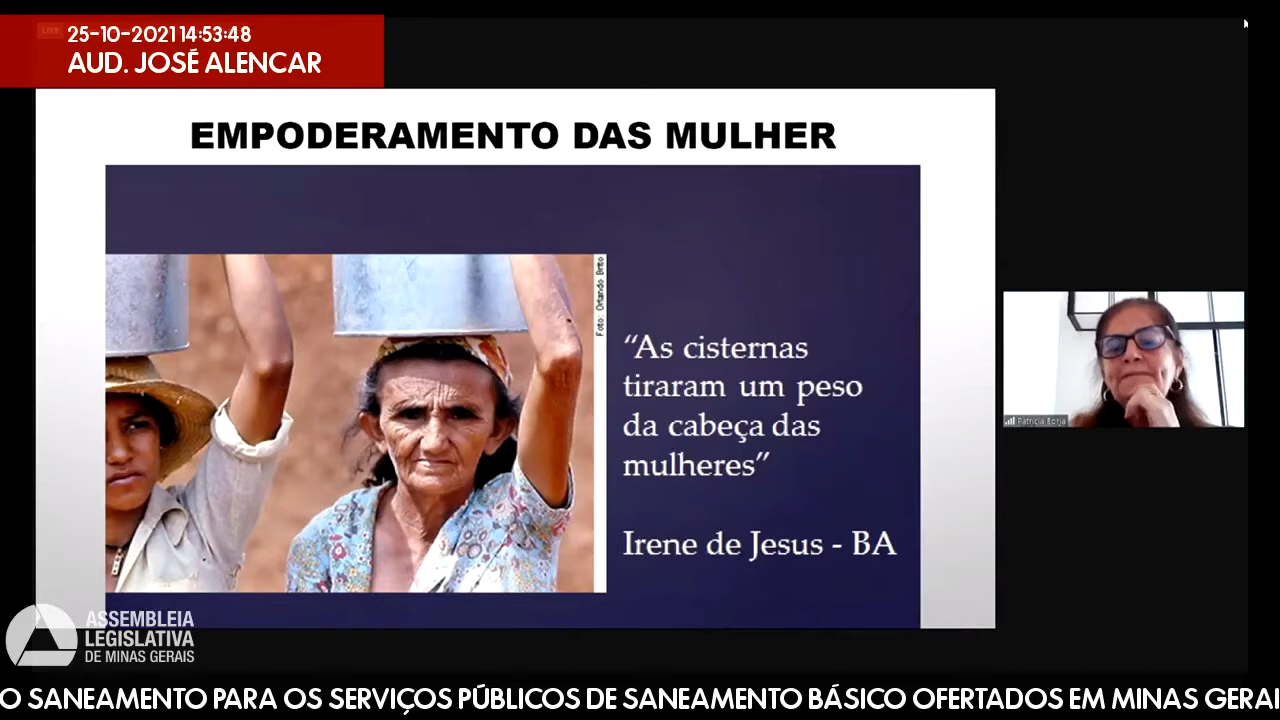 LIVE
25-10-2021 14:53:48
AUD. JOSÉ ALENCAR
EMPODERAMENTO DAS MULHER
Foto: Orlando Brito
“As cisternas
tiraram um peso
da cabeça das
mulheres”
Irene de Jesus - BA
Patricia Borja
ASSEMBLEIA
LEGISLATIVA
DE MINAS GERAIS
O SANEAMENTO PARA OS SERVIÇOS PÚBLICOS DE SANEAMENTO BÁSICO OFERTADOS EM MINAS GERAI